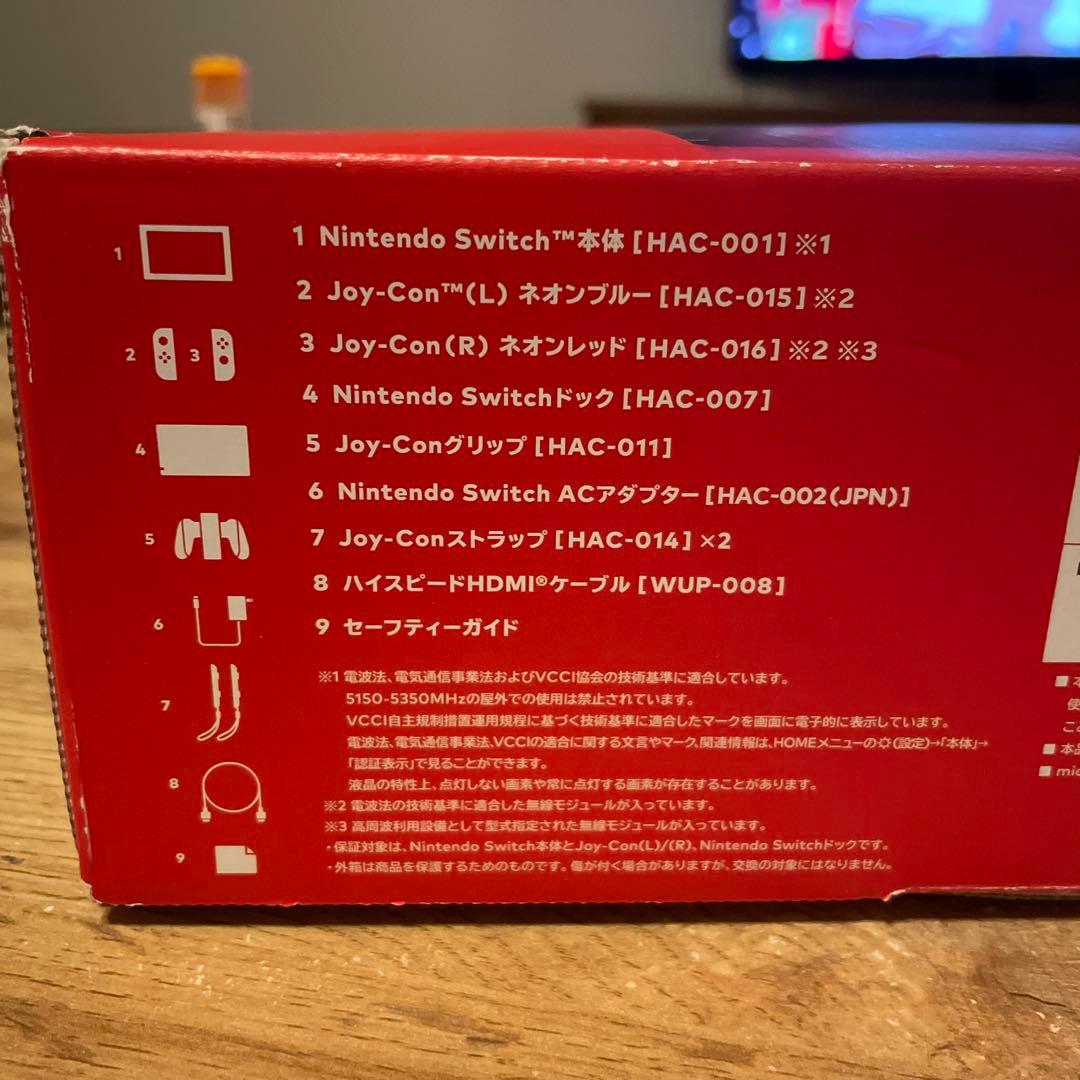 1 Nintendo Switch™本体 [HAC-001] ※1
2 Joy-Con™(L) ネオンブルー [HAC-015] ※2
3 Joy-Con(R) ネオンレッド [HAC-016] ※2 ※3
4 Nintendo Switchドック [HAC-007]
5 Joy-Conグリップ [HAC-011]
6 Nintendo Switch ACアダプター [HAC-002(JPN)]
7 Joy-Conストラップ [HAC-014] ×2
8 ハイスピードHDMI®ケーブル [WUP-008]
9 セーフティーガイド
1
2 3
4
5
6
7
8
9
※1 電波法、電気通信事業法およびVCCI協会の技術基準に適合しています。
5150-5350MHzの屋外での使用は禁止されています。
VCCI自主規制措置運用規程に基づく技術基準に適合したマークを画面に電子的に表示しています。
電波法、電気通信事業法、VCCIの適合に関する文言やマーク、関連情報は、HOMEメニューの(設定)→「本体」→
「認証表示」で見ることができます。
液晶の特性上、点灯しない画素や常に点灯する画素が存在することがあります。
※2 電波法の技術基準に適合した無線モジュールが入っています。
※3 高周波利用設備として型式指定された無線モジュールが入っています。
・保証対象は、Nintendo Switch本体とJoy-Con(L)/(R)、Nintendo Switchドックです。
・外箱は商品を保護するためのものです。傷が付く場合がありますが、交換の対象にはなりません。
■本
使
こ
■本
■mic